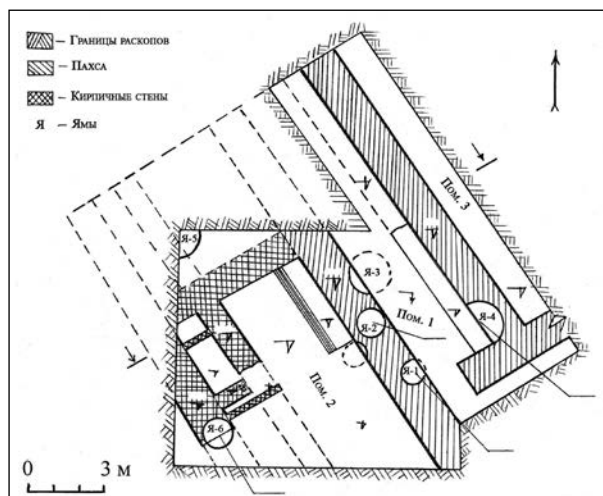 – Границы раскопов
– Пахса
– Кирпичные стены
Я – Ямы
Пом. 3
Я-5
Я-3
Пом. 1
Я-4
Я-2
Я-1
Пом. 2
Я-6
0 3 м